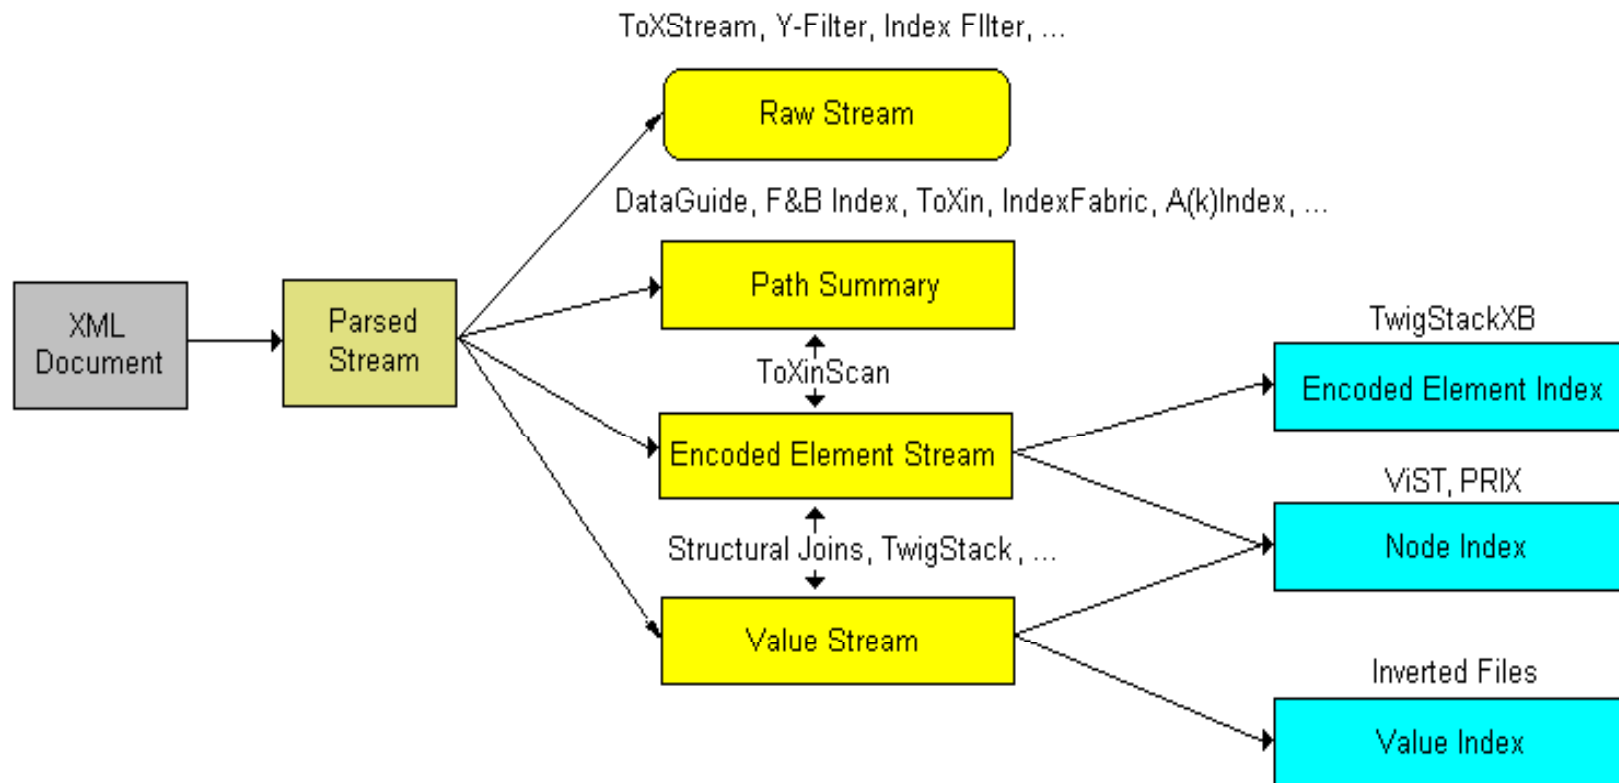 ToXStream, Y-Filter, Index FIlter, ...
Raw Stream
DataGuide, F&B Index, ToXin, IndexFabric, A(k)Index, ...
Path Summary
XML
Document
Parsed
Stream
ToXinScan
TwigStackXB
Encoded Element Index
Encoded Element Stream
ViST, PRIX
Node Index
Structural Joins, TwigStack , ...
Value Stream
Inverted Files
Value Index